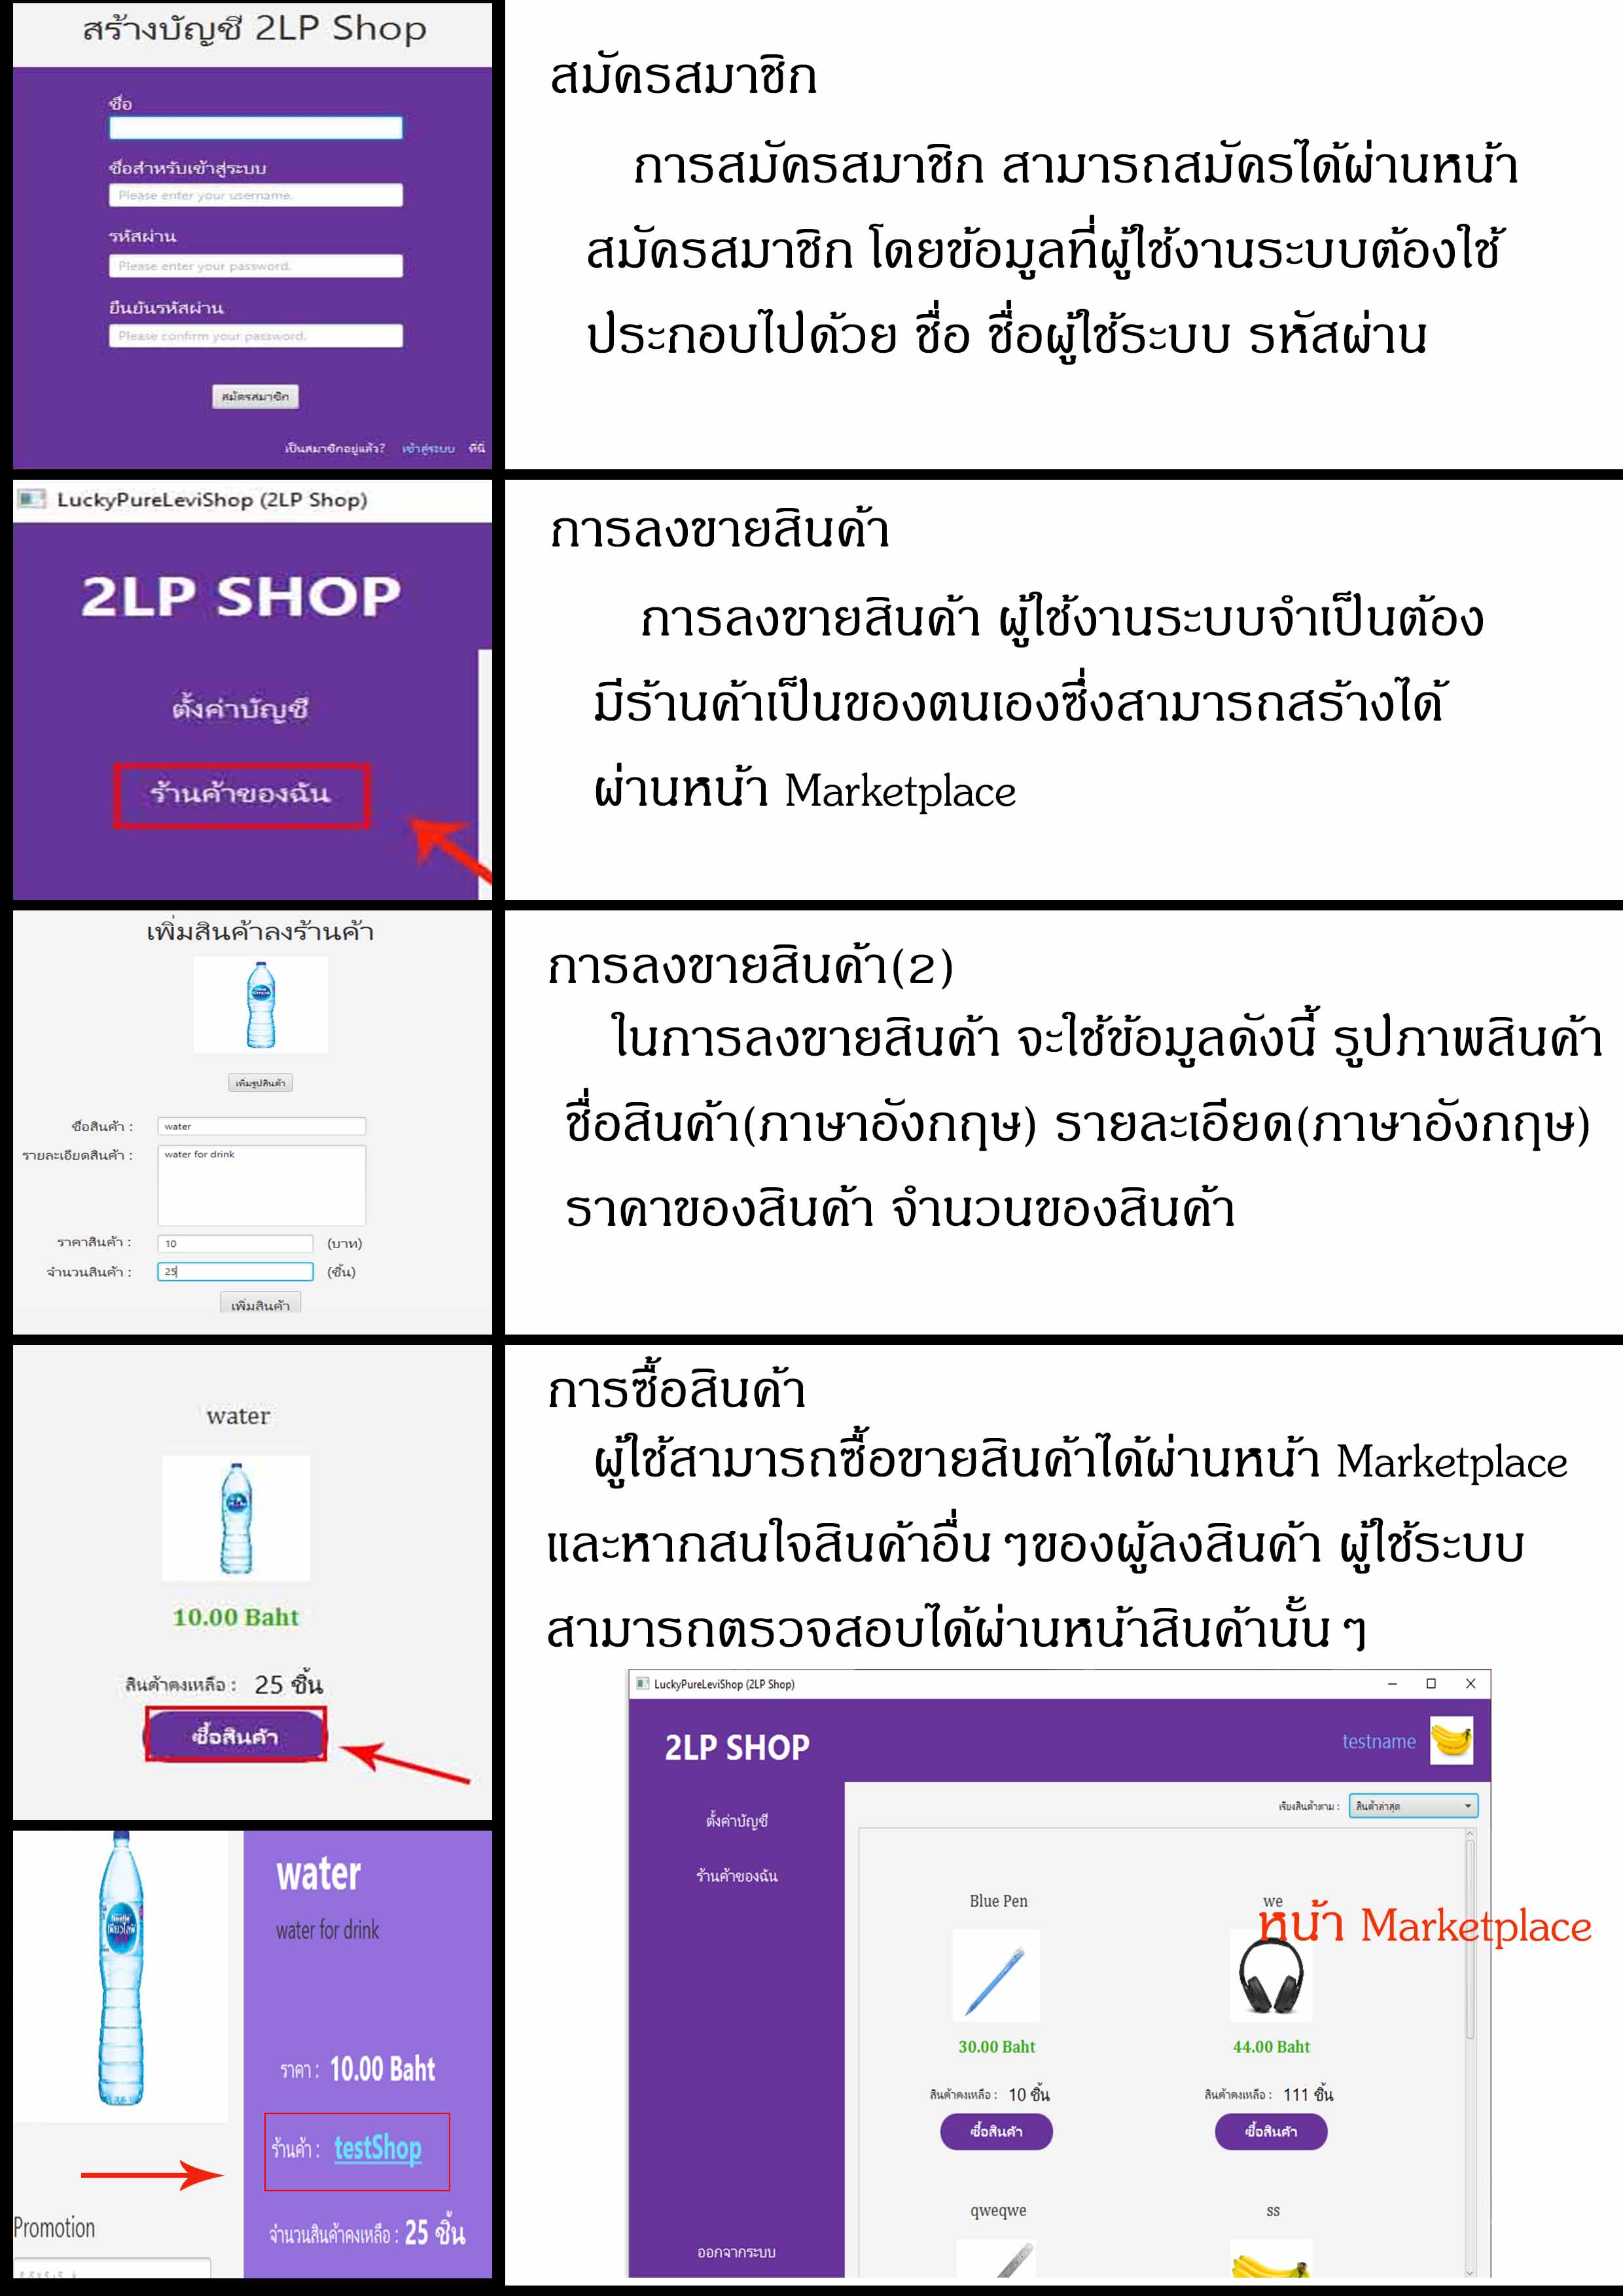 สร้างบัญชี 2LP Shop
ชื่อ
ชื่อสำหรับเข้าสู่ระบบ
Please enter your username.
รหัสผ่าน
Please enter your password.
ยืนยันรหัสผ่าน
Please confirm your password.
สมัครสมาชิก
เป็นสมาชิกอยู่แล้ว? เข้าสู่ระบบ ที่นี่
สมัครสมาชิก
การสมัครสมาชิก สามารถสมัครได้ผ่านหน้า
สมัครสมาชิก โดยข้อมูลที่ผู้ใช้งานระบบต้องใช้
ประกอบไปด้วย ชื่อ ชื่อผู้ใช้ระบบ รหัสผ่าน
LuckyPureLeviShop (2LP Shop)
2LP SHOP
ตั้งค่าบัญชี
ร้านค้าของฉัน
การลงขายสินค้า
การลงขายสินค้า ผู้ใช้งานระบบจำเป็นต้อง
มีร้านค้าเป็นของตนเองซึ่งสามารถสร้างได้
ผ่านหน้า Marketplace
เพิ่มสินค้าลงร้านค้า
เพิ่มรูปสินค้า
ชื่อสินค้า : water
รายละเอียดสินค้า : water for drink
ราคาสินค้า : 10 (บาท)
จำนวนสินค้า : 25 (ชิ้น)
เพิ่มสินค้า
การลงขายสินค้า(2)
ในการลงขายสินค้า จะใช้ข้อมูลดังนี้ รูปภาพสินค้า
ชื่อสินค้า(ภาษาอังกฤษ) รายละเอียด(ภาษาอังกฤษ)
ราคาของสินค้า จำนวนของสินค้า
water
10.00 Baht
สินค้าคงเหลือ : 25 ชิ้น
ซื้อสินค้า
การซื้อสินค้า
ผู้ใช้สามารถซื้อขายสินค้าได้ผ่านหน้า Marketplace
และหากสนใจสินค้าอื่น ๆของผู้ลงสินค้า ผู้ใช้ระบบ
สามารถตรวจสอบได้ผ่านหน้าสินค้านั้น ๆ
water
water for drink
ราคา : 10.00 Baht
ร้านค้า : testShop
จำนวนสินค้าคงเหลือ : 25 ชิ้น
Promotion
LuckyPureLeviShop (2LP Shop)
2LP SHOP
testname
ตั้งค่าบัญชี
ร้านค้าของฉัน
ออกจากระบบ
เรียงสินค้าตาม : สินค้าล่าสุด
Blue Pen
we
หน้า Marketplace
30.00 Baht
44.00 Baht
สินค้าคงเหลือ : 10 ชิ้น
สินค้าคงเหลือ : 111 ชิ้น
ซื้อสินค้า
ซื้อสินค้า
qweqwe
ss